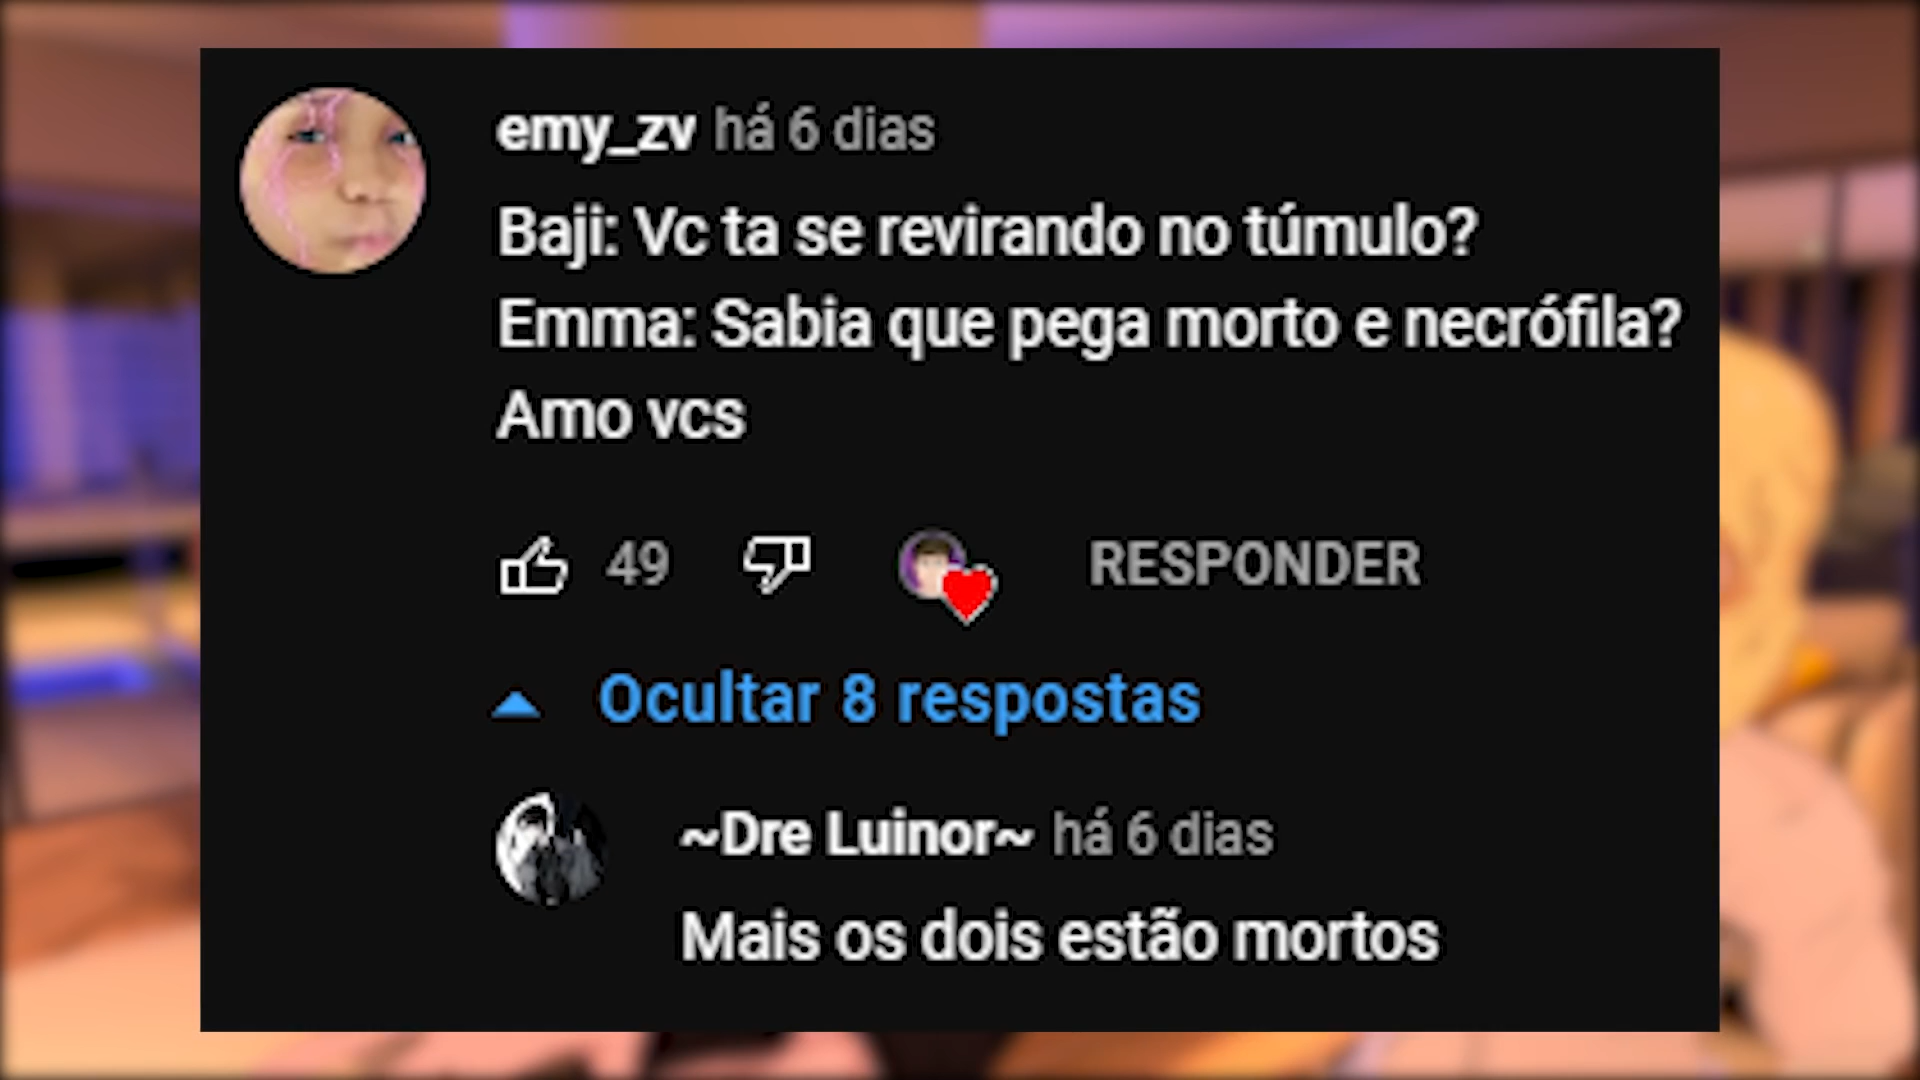 emy_zv há 6 dias
Baji: Vc ta se revirando no túmulo?
Emma: Sabia que pega morto e necrófila?
Amo vcs
49 RESPONDER
Ocultar 8 respostas
~Dre Luinor~ há 6 dias
Mais os dois estão mortos